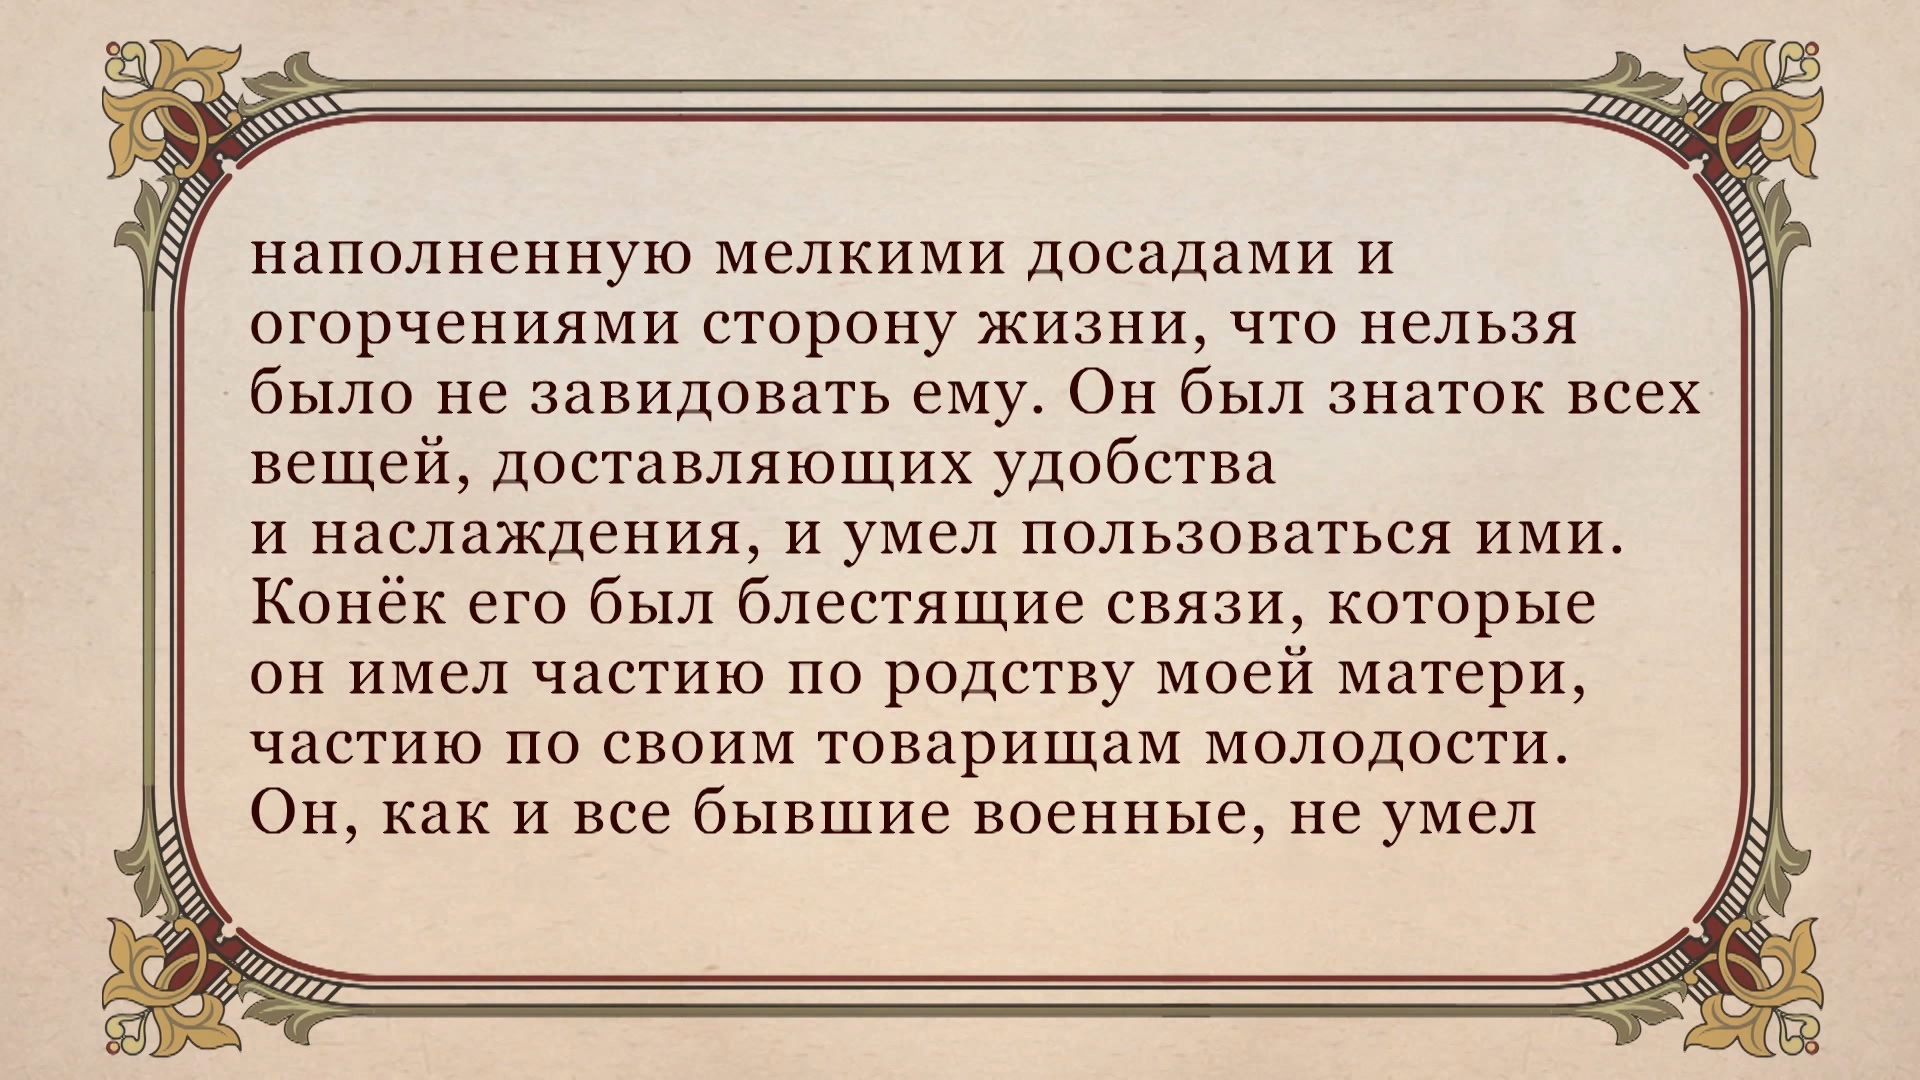 наполненную мелкими досадами и
огорчениями сторону жизни, что нельзя
было не завидовать ему. Он был знаток всех
вещей, доставляющих удобства
и наслаждения, и умел пользоваться ими.
Конёк его был блестящие связи, которые
он имел частию по родству моей матери,
частию по своим товарищам молодости.
Он, как и все бывшие военные, не умел